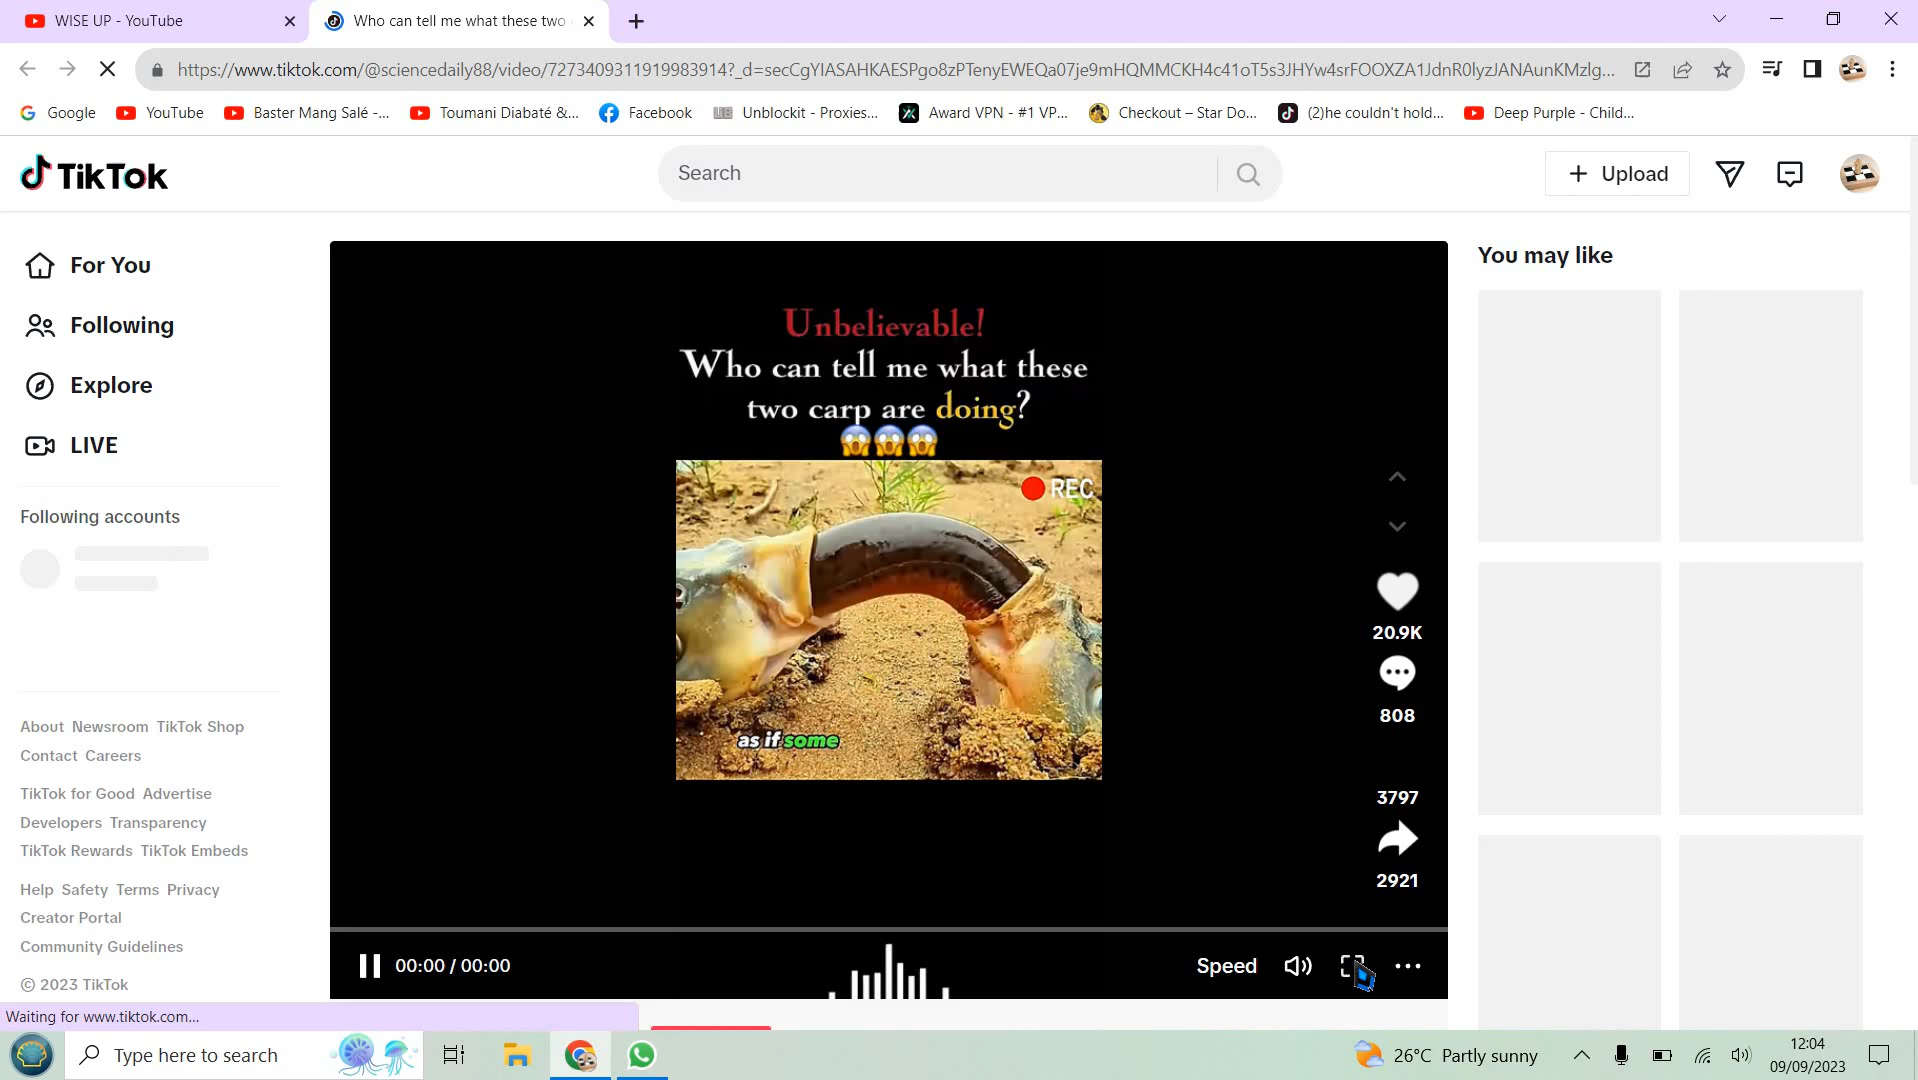 WISE UP - YouTube
Who can tell me what these two
https://www.tiktok.com/@sciencedaily88/video/7273409311919983914?_d=secCgYIASAHKAESPgo8zPTenyEWEQa07je9mHQMMCKH4c41oT5s3JHYw4srFOOXZA1JdnR0lyzJANAunKMzlg...
Google YouTube Baster Mang Salé -... Toumani Diabaté &... Facebook Unblockit - Proxies... Award VPN - #1 VP... Checkout – Star Do... (2)he couldn't hold... Deep Purple - Child...
TikTok
Search
Upload
For You
Following
Explore
LIVE
Following accounts
About Newsroom TikTok Shop
Contact Careers
TikTok for Good Advertise
Developers Transparency
TikTok Rewards TikTok Embeds
Help Safety Terms Privacy
Creator Portal
Community Guidelines
© 2023 TikTok
Unbelievable!
Who can tell me what these
two carp are doing?
REC
as if some
20.9K
808
3797
2921
00:00 / 00:00
Speed
You may like
Waiting for www.tiktok.com...
Type here to search
26°C Partly sunny
12:04
09/09/2023